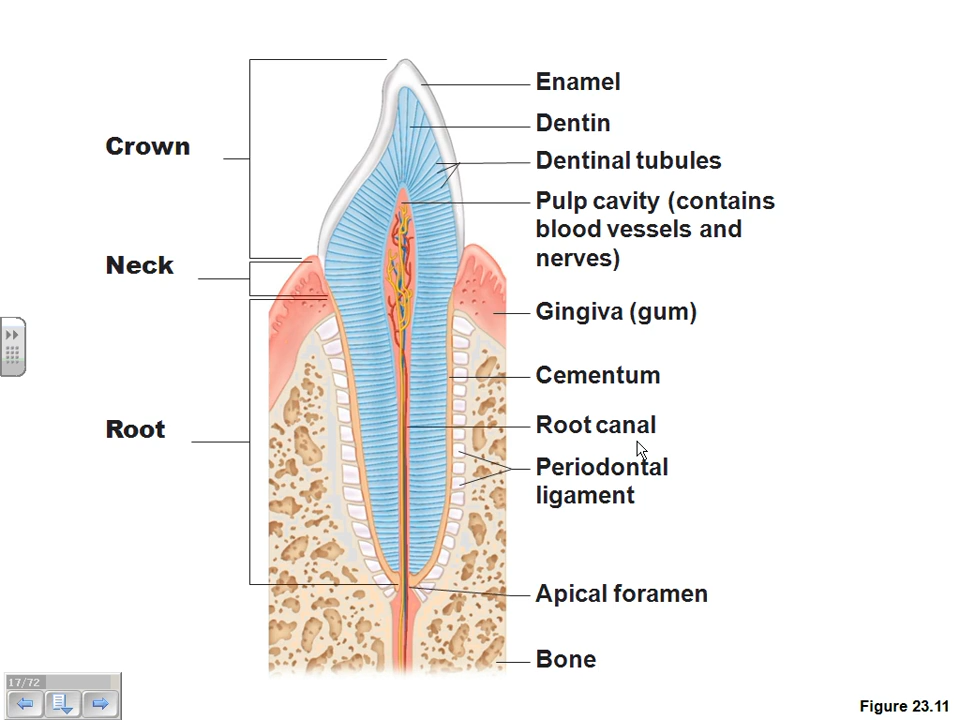 Enamel
Dentin
Crown
Dentinal tubules
Pulp cavity (contains
blood vessels and
nerves)
Neck
Gingiva (gum)
Cementum
Root
Root canal
Periodontal
ligament
Apical foramen
Bone
17/72
Figure 23.11